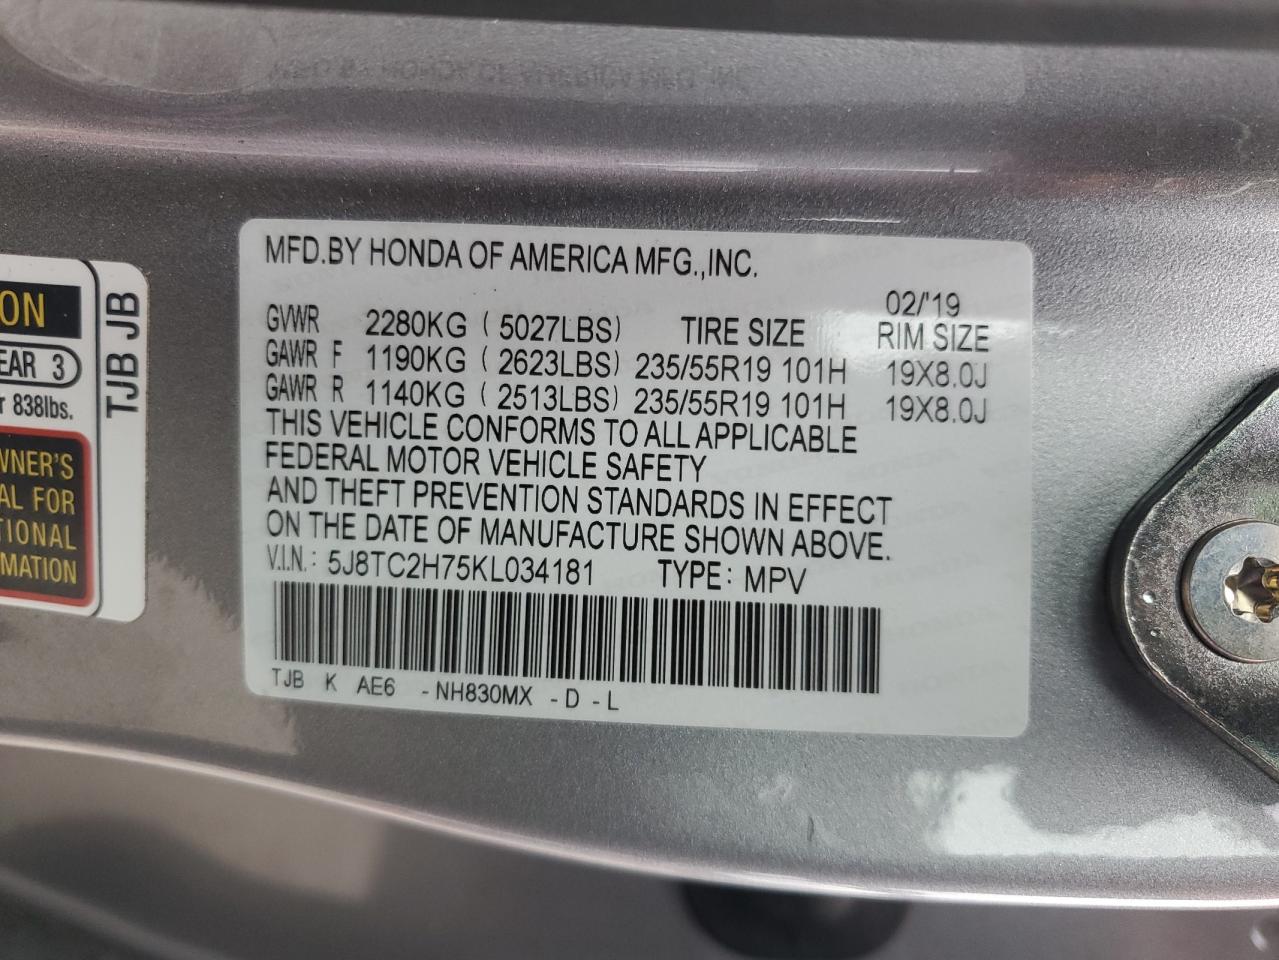 MFD.BY HONDA OF AMERICA MFG.,INC.
02/'19
GVWR 2280KG ( 5027LBS) TIRE SIZE RIM SIZE
GAWR F 1190KG ( 2623LBS) 235/55R19 101H 19X8.0J
GAWR R 1140KG ( 2513LBS) 235/55R19 101H 19X8.0J
THIS VEHICLE CONFORMS TO ALL APPLICABLE
FEDERAL MOTOR VEHICLE SAFETY
AND THEFT PREVENTION STANDARDS IN EFFECT
ON THE DATE OF MANUFACTURE SHOWN ABOVE.
V.I.N.: 5J8TC2H75KL034181 TYPE: MPV
TJB K AE6 -NH830MX -D -L
ON
EAR 3
r 838lbs.
WNER'S
AL FOR
TIONAL
MATION
TJB JB